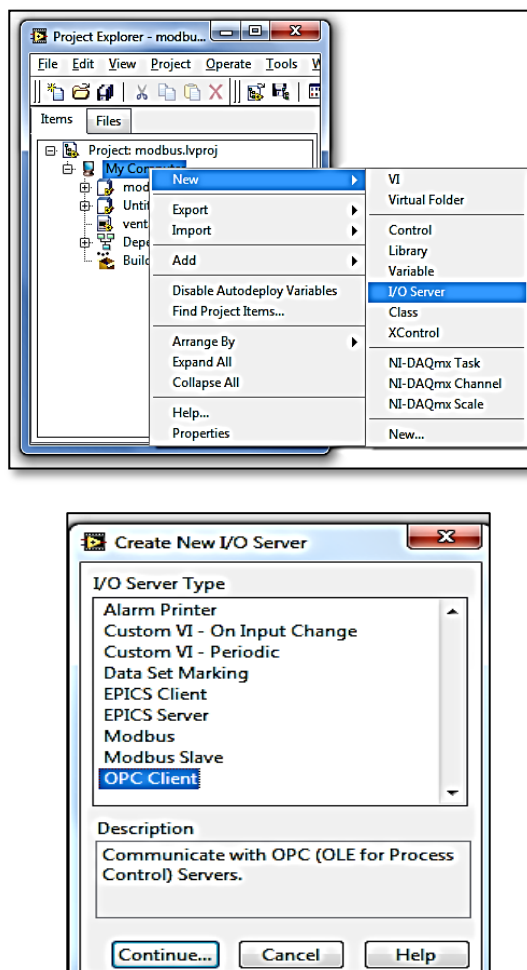 Project Explorer - modbu...
File Edit View Project Operate Tools
Items Files
Project: modbus.lvproj
My Computer
New
Export
Import
Add
Disable Autodeploy Variables
Find Project Items...
Arrange By
Expand All
Collapse All
Help...
Properties
VI
Virtual Folder
Control
Library
Variable
I/O Server
Class
XControl
NI-DAQmx Task
NI-DAQmx Channel
NI-DAQmx Scale
New...
Create New I/O Server
I/O Server Type
Alarm Printer
Custom VI - On Input Change
Custom VI - Periodic
Data Set Marking
EPICS Client
EPICS Server
Modbus
Modbus Slave
OPC Client
Description
Communicate with OPC (OLE for Process
Control) Servers.
Continue... Cancel Help